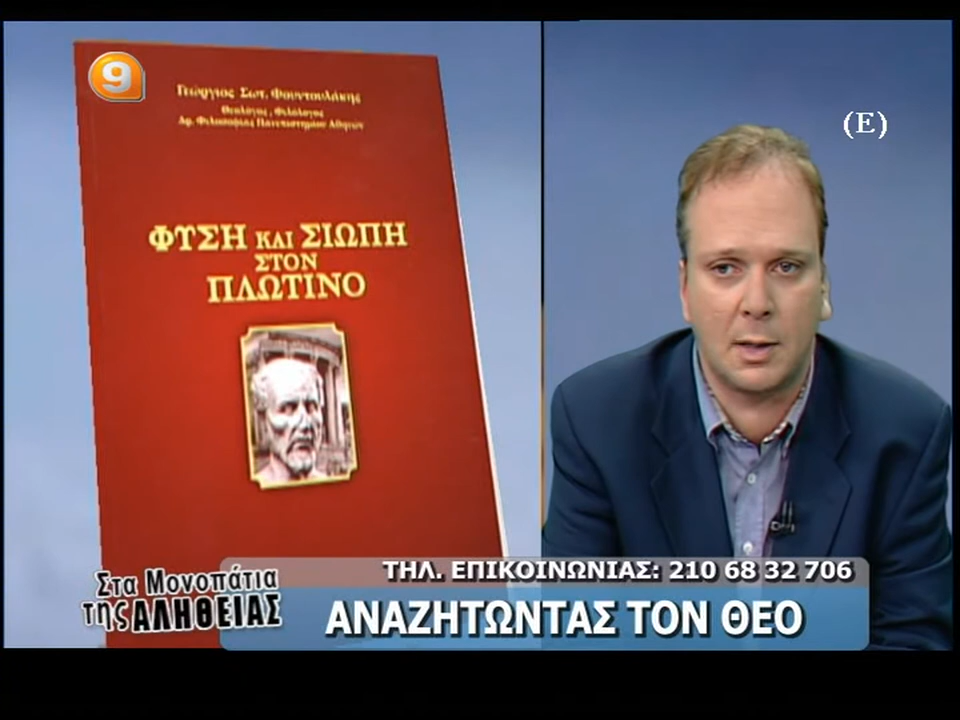 9
Γεώργιος Σωτ. Φουντουλάκης
Θεολόγος, Φιλόλογος
Δρ. Φιλοσοφίας Πανεπιστημίου Αθηνών
ΦΥΣΗ ΚΑΙ ΣΙΩΠΗ
ΣΤΟΝ
ΠΛΩΤΙΝΟ
(E)
Στα Μονοπάτια
της ΑΛΗΘΕΙΑΣ
ΤΗΛ. ΕΠΙΚΟΙΝΩΝΙΑΣ: 210 68 32 706
ΑΝΑΖΗΤΩΝΤΑΣ ΤΟΝ ΘΕΟ